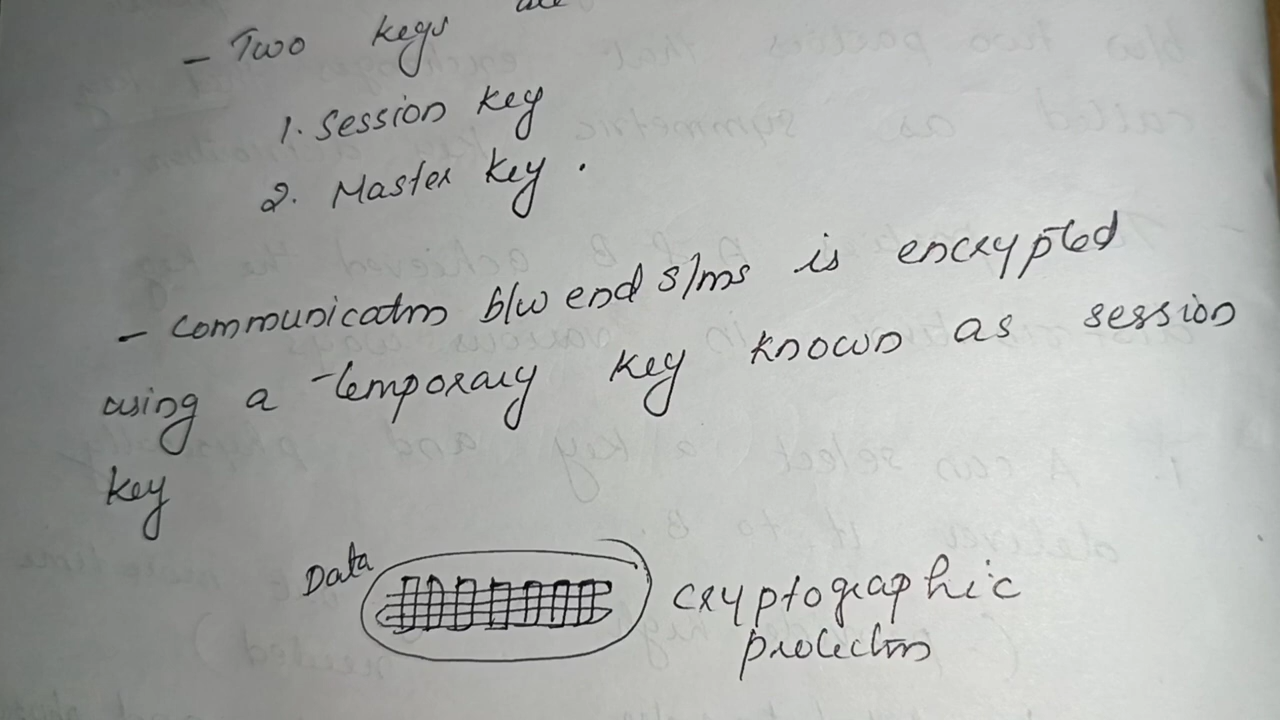 - Two keys
1. Session key
2. Master key.
- communicatn b/w end s/ms is encrypted
using a temporary key known as session
key
Data
cryptographic
protectn